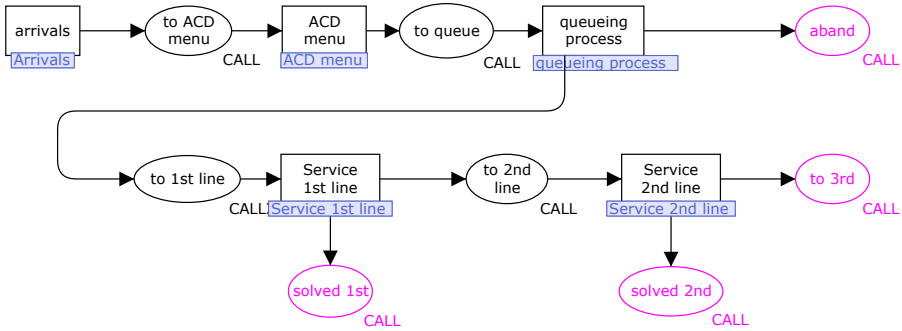 arrivals
Arrivals
to ACD
menu
CALL
ACD
menu
ACD menu
to queue
CALL
queueing
process
queueing process
aband
CALL
to 1st line
CALL
Service
1st line
Service 1st line
to 2nd
line
CALL
Service
2nd line
Service 2nd line
to 3rd
CALL
solved 1st
CALL
solved 2nd
CALL